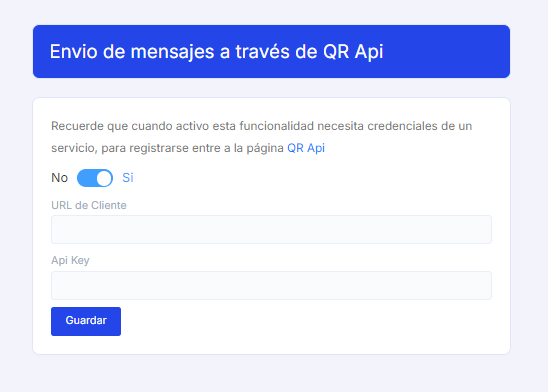 Envio de mensajes a través de QR Api
Recuerde que cuando activo esta funcionalidad necesita credenciales de un
servicio, para registrarse entre a la página QR Api
No Si
URL de Cliente
Api Key
Guardar